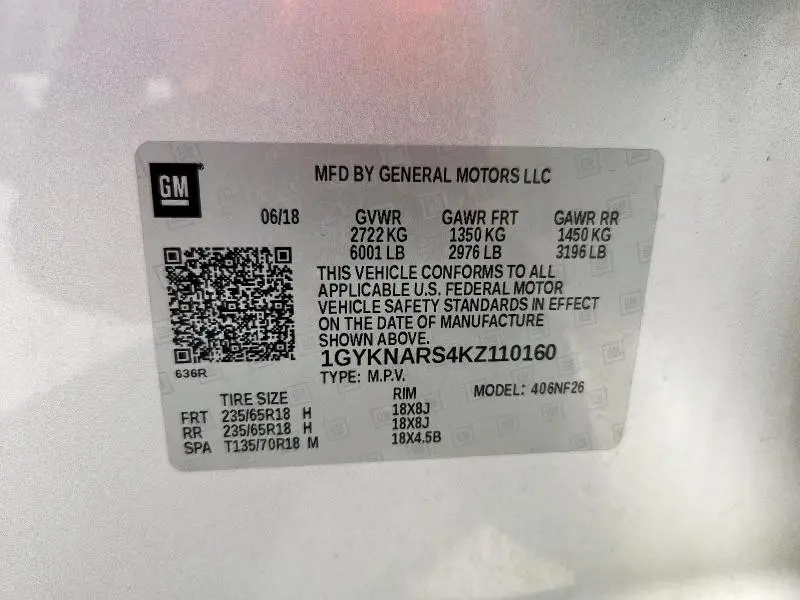 GM
MFD BY GENERAL MOTORS LLC
06/18 GVWR GAWR FRT GAWR RR
2722 KG 1350 KG 1450 KG
6001 LB 2976 LB 3196 LB
THIS VEHICLE CONFORMS TO ALL
APPLICABLE U.S. FEDERAL MOTOR
VEHICLE SAFETY STANDARDS IN EFFECT
ON THE DATE OF MANUFACTURE
SHOWN ABOVE.
1GYKNARS4KZ110160
636R
TYPE: M.P.V.
TIRE SIZE RIM MODEL: 406NF26
FRT 235/65R18 H 18X8J
RR 235/65R18 H 18X8J
SPA T135/70R18 M 18X4.5B